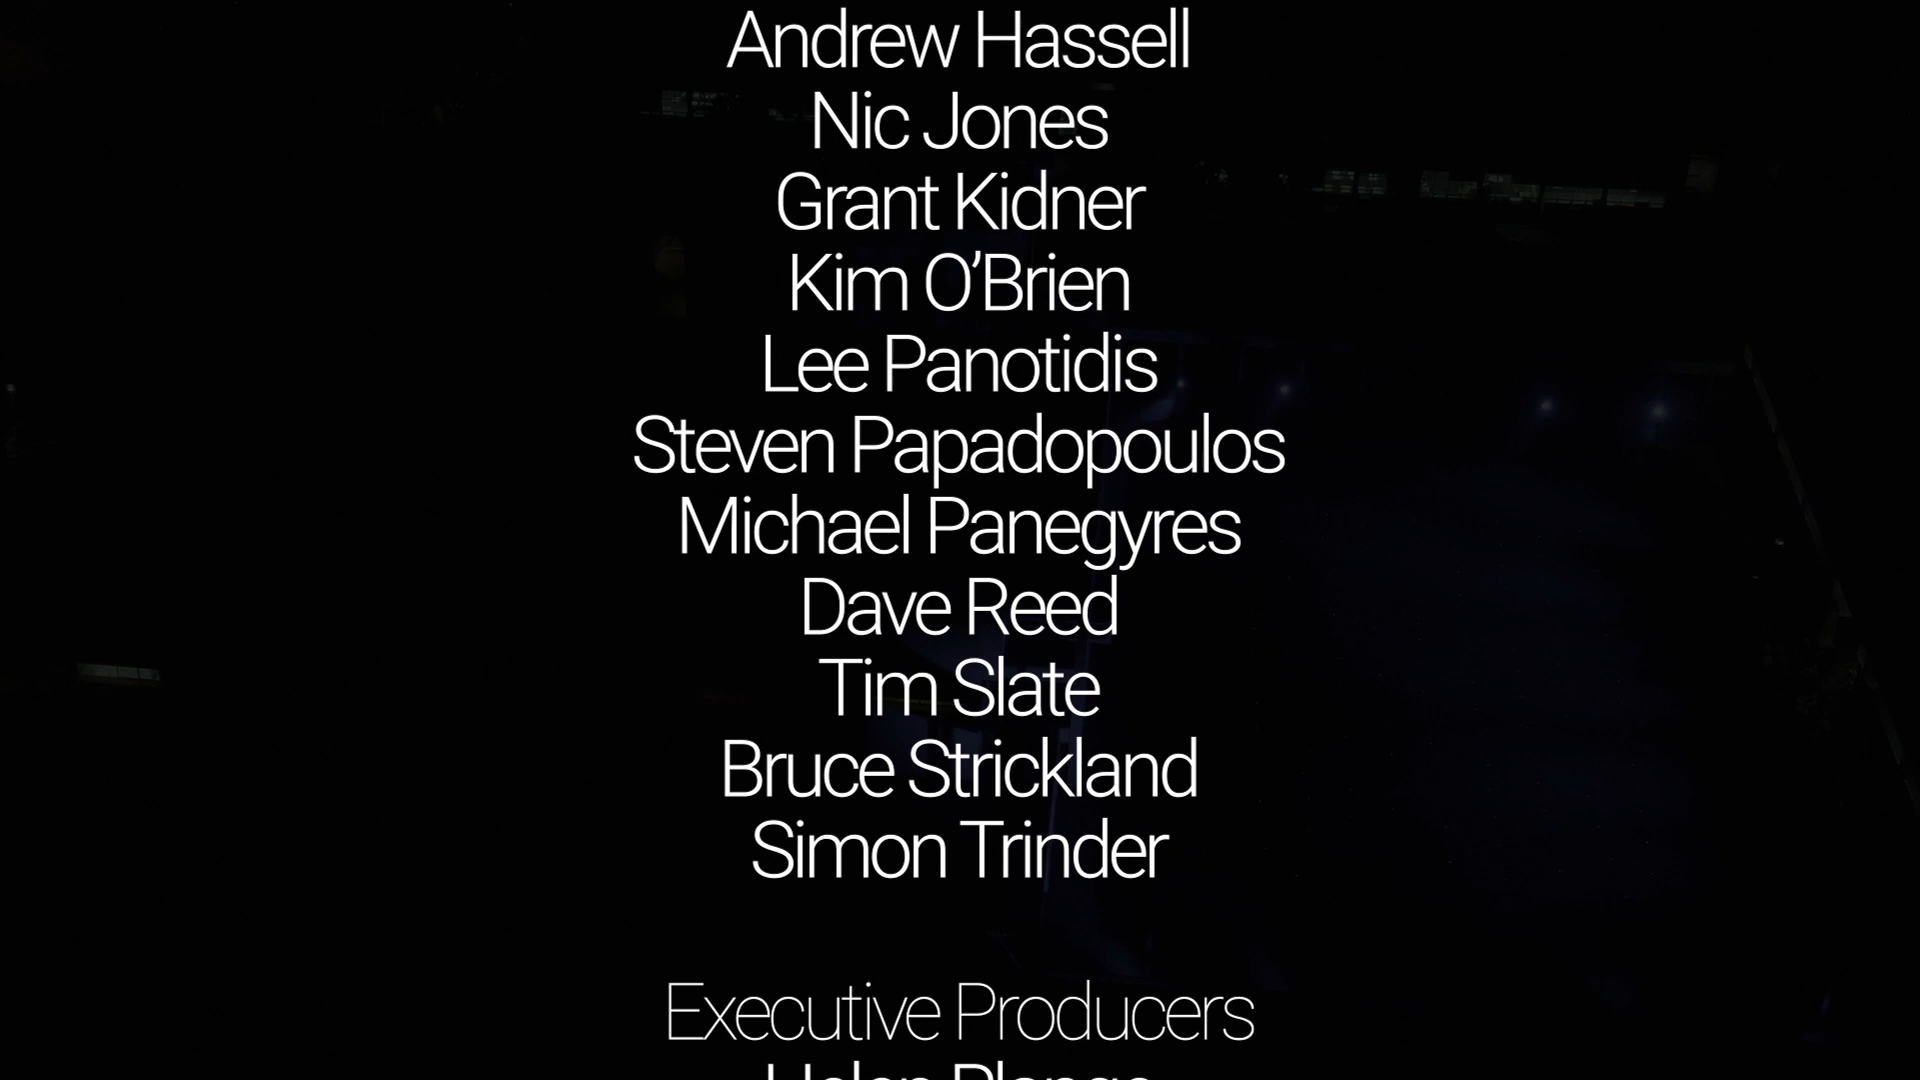 Andrew Hassell
Nic Jones
Grant Kidner
Kim O’Brien
Lee Panotidis
Steven Papadopoulos
Michael Panegyres
Dave Reed
Tim Slate
Bruce Strickland
Simon Trinder
Executive Producers